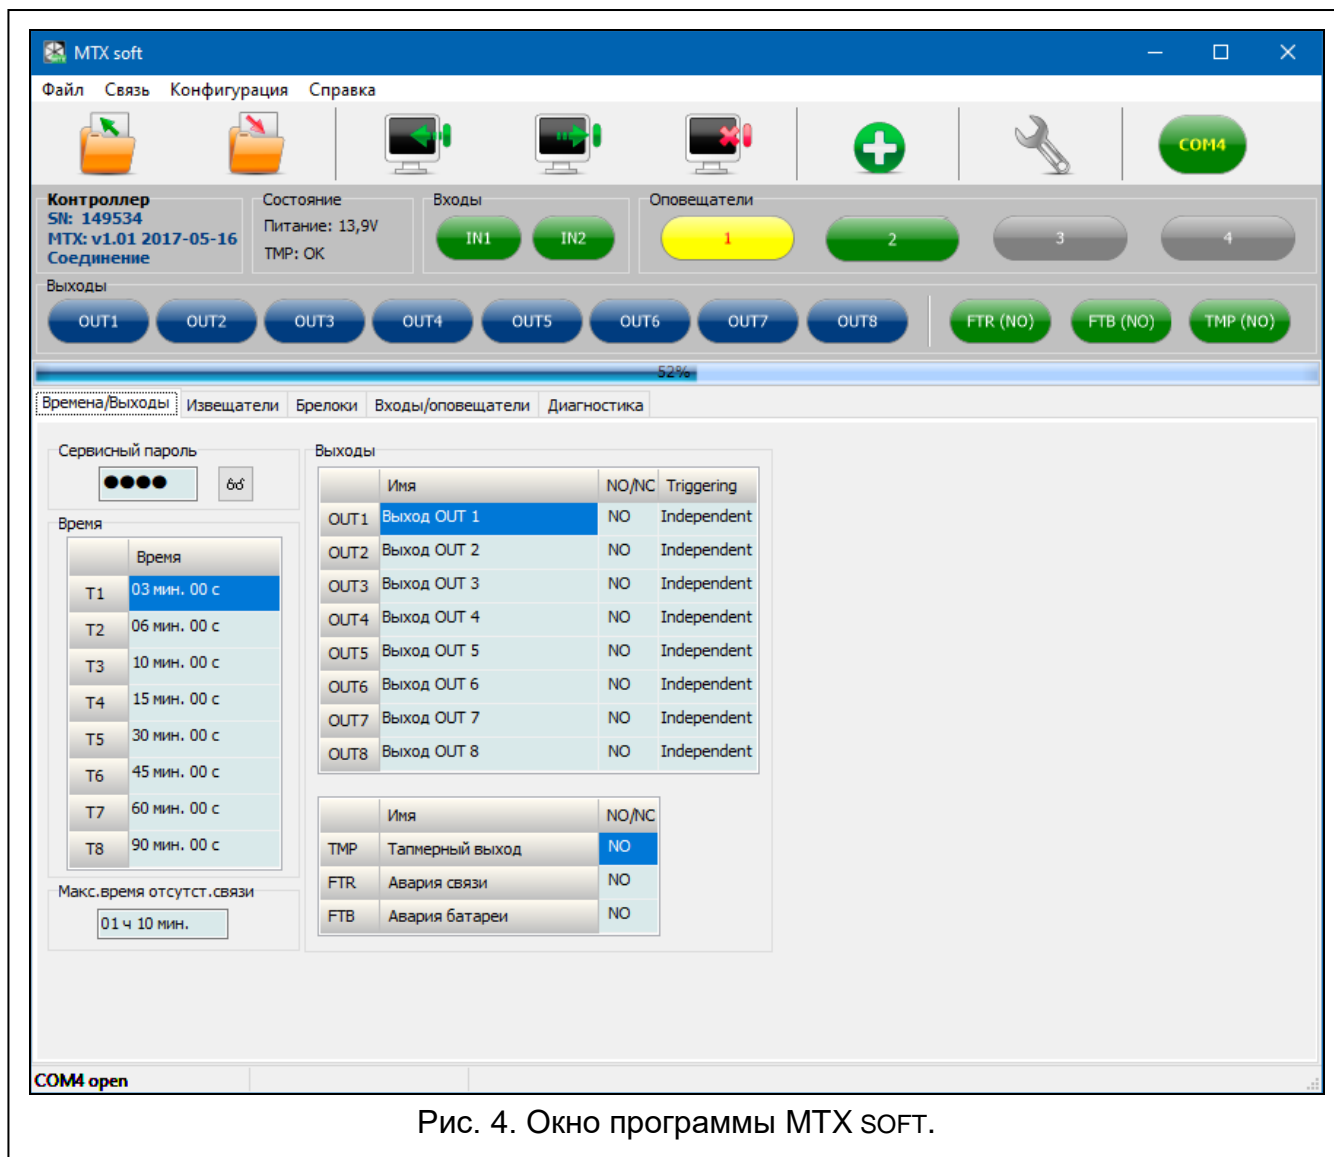 MTX soft
Файл Связь Конфигурация Справка
COM4
Контроллер
SN: 149534
MTX: v1.01 2017-05-16
Соединение
Состояние
Питание: 13,9V
TMP: OK
Входы
IN1 IN2
Оповещатели
1 2 3 4
Выходы
OUT1 OUT2 OUT3 OUT4 OUT5 OUT6 OUT7 OUT8 FTR (NO) FTB (NO) TMP (NO)
52%
Времена/Выходы Извещатели Брелоки Входы/оповещатели Диагностика
Сервисный пароль
Время
Время
T1 03 мин. 00 с
T2 06 мин. 00 с
T3 10 мин. 00 с
T4 15 мин. 00 с
T5 30 мин. 00 с
T6 45 мин. 00 с
T7 60 мин. 00 с
T8 90 мин. 00 с
Макс.время отсутст.связи
01 ч 10 мин.
Выходы
Имя NO/NC Triggering
OUT1 Выход OUT 1 NO Independent
OUT2 Выход OUT 2 NO Independent
OUT3 Выход OUT 3 NO Independent
OUT4 Выход OUT 4 NO Independent
OUT5 Выход OUT 5 NO Independent
OUT6 Выход OUT 6 NO Independent
OUT7 Выход OUT 7 NO Independent
OUT8 Выход OUT 8 NO Independent
Имя NO/NC
TMP Тапмерный выход NO
FTR Авария связи NO
FTB Авария батареи NO
COM4 open
Рис. 4. Окно программы MTX SOFT.